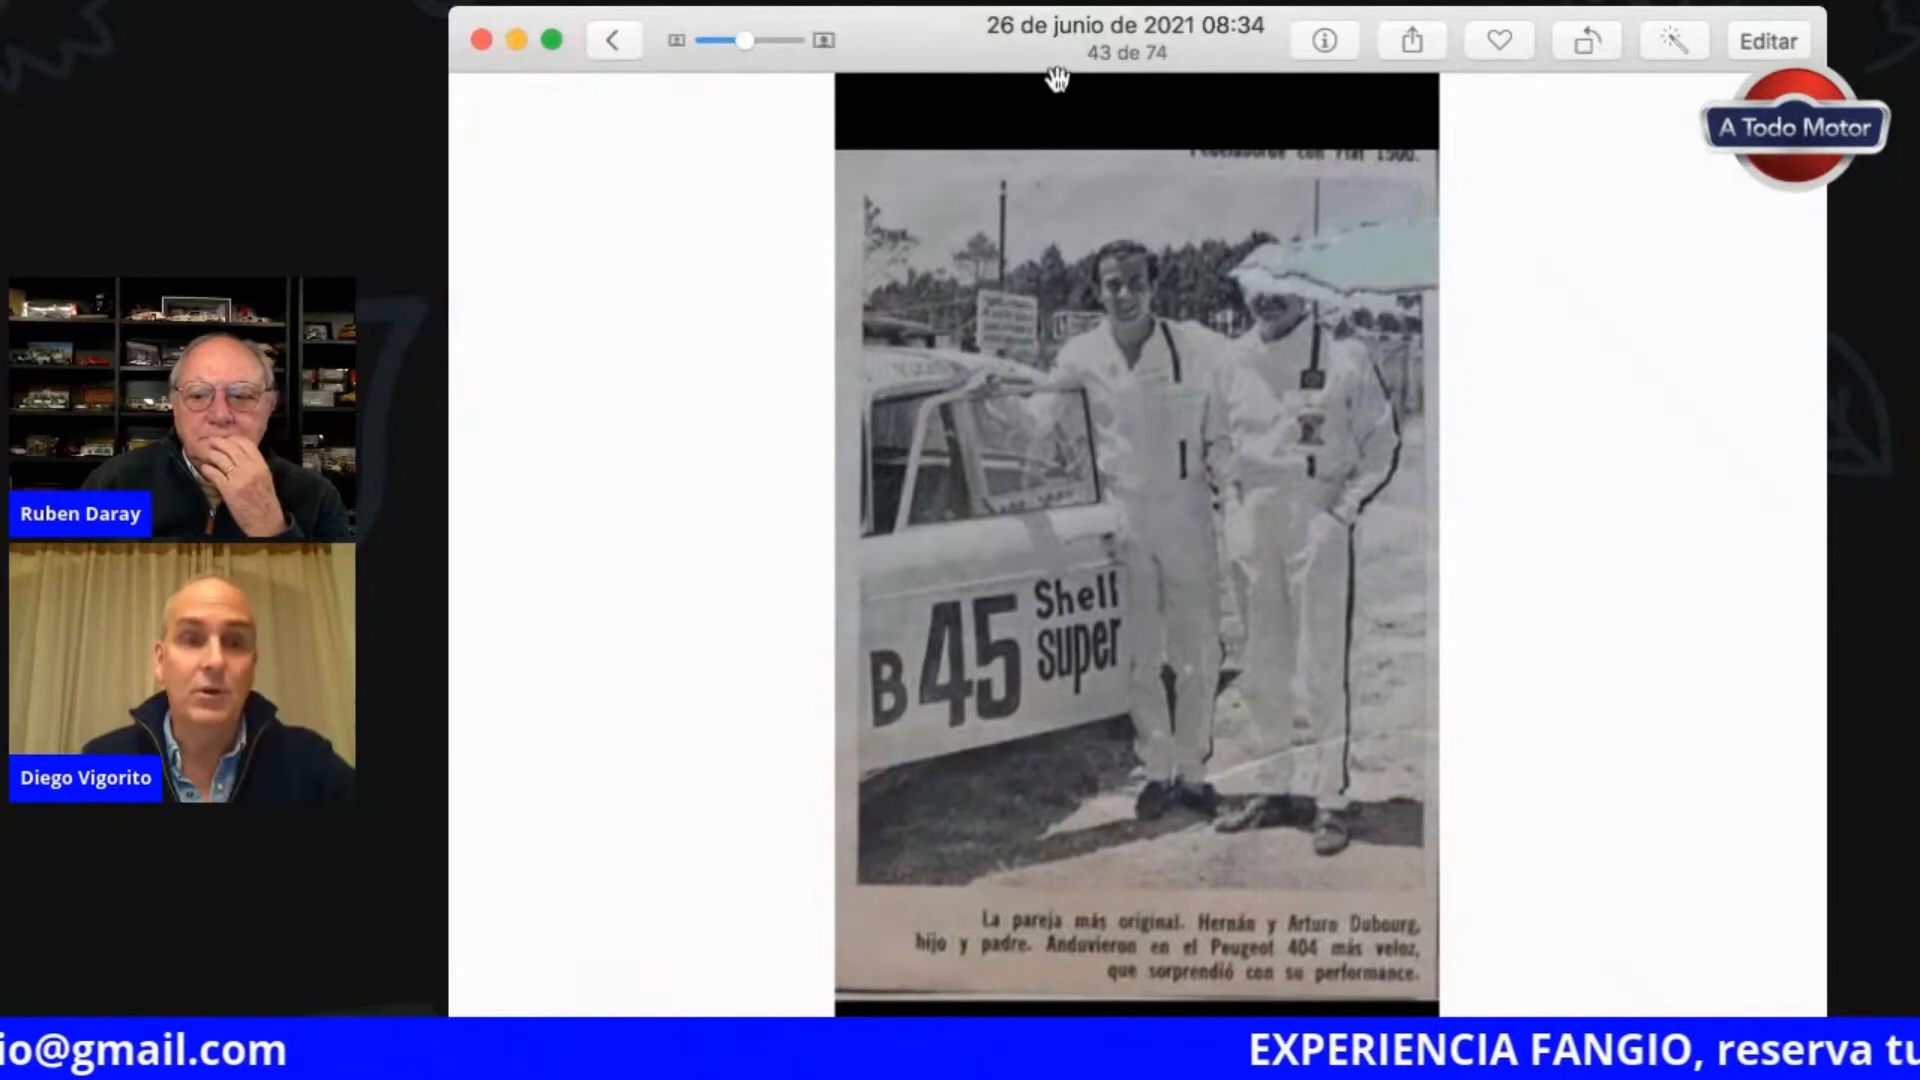 26 de junio de 2021 08:34
43 de 74
Editar
A Todo Motor
B 45 Shell
super
Ruben Daray
Diego Vigorito
La pareja más original. Hernán y Arturo Dubourg,
hijo y padre. Anduvieron en el Peugeot 404 más veloz,
que sorprendió con su performance.
io@gmail.com
EXPERIENCIA FANGIO, reserva tu